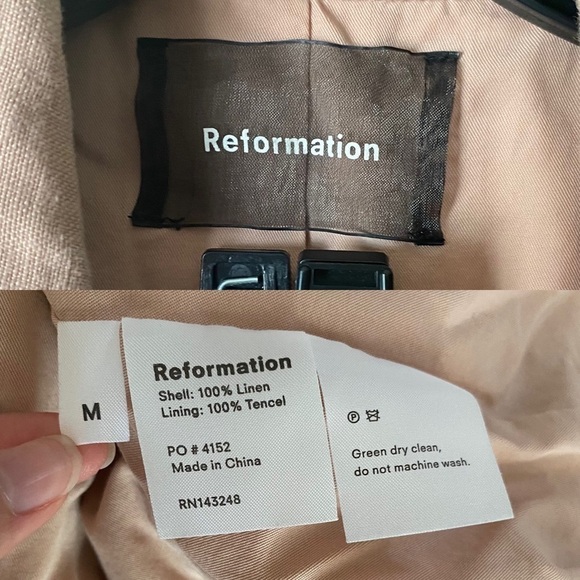 Reformation
M
Reformation
Shell: 100% Linen
Lining: 100% Tencel
PO # 4152
Made in China
RN143248
P
Green dry clean,
do not machine wash.